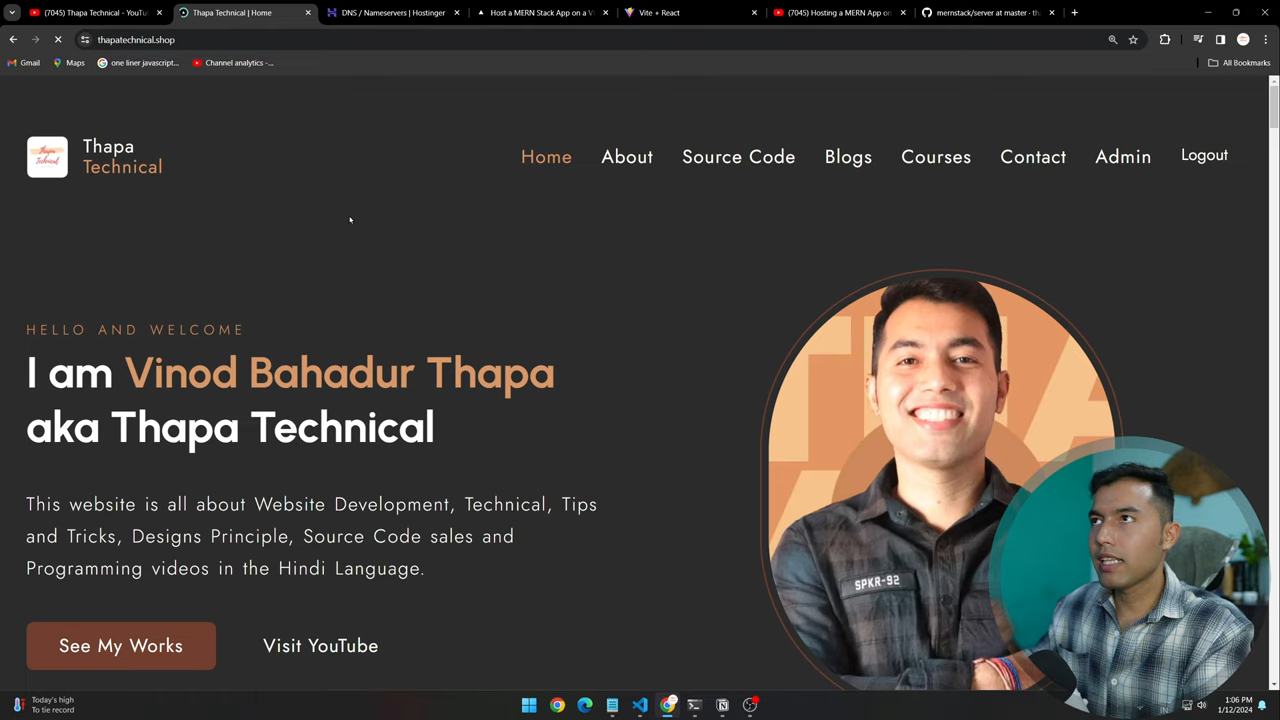 (7045) Thapa Technical - YouTu
Thapa Technical | Home
DNS / Nameservers | Hostinger
Host a MERN Stack App on a V
Vite + React
(7045) Hosting a MERN App on
mernstack/server at master · th
thapatechnical.shop
Gmail
Maps
one liner javascript...
Channel analytics -...
All Bookmarks
Thapa
Technical
Home
About
Source Code
Blogs
Courses
Contact
Admin
Logout
HELLO AND WELCOME
I am Vinod Bahadur Thapa
aka Thapa Technical
This website is all about Website Development, Technical, Tips
and Tricks, Designs Principle, Source Code sales and
Programming videos in the Hindi Language.
See My Works
Visit YouTube
SPKR-92
Today's high
To tie record
1:06 PM
1/12/2024